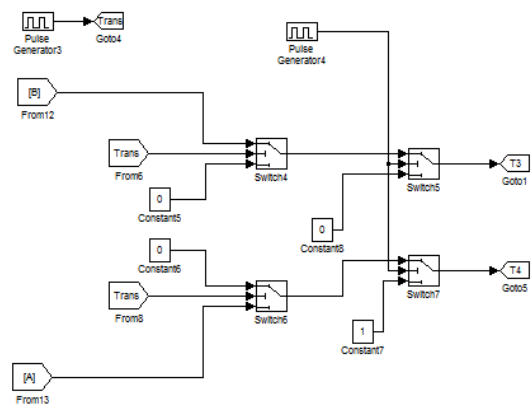 Trans
Pulse
Generator3
Goto4
Pulse
Generator4
[B]
From12
Trans
From6
Switch4
T3
Switch5
Goto1
0
Constant5
0
Constant8
0
Constant6
Trans
From8
Switch6
T4
Switch7
Goto5
1
Constant7
[A]
From13